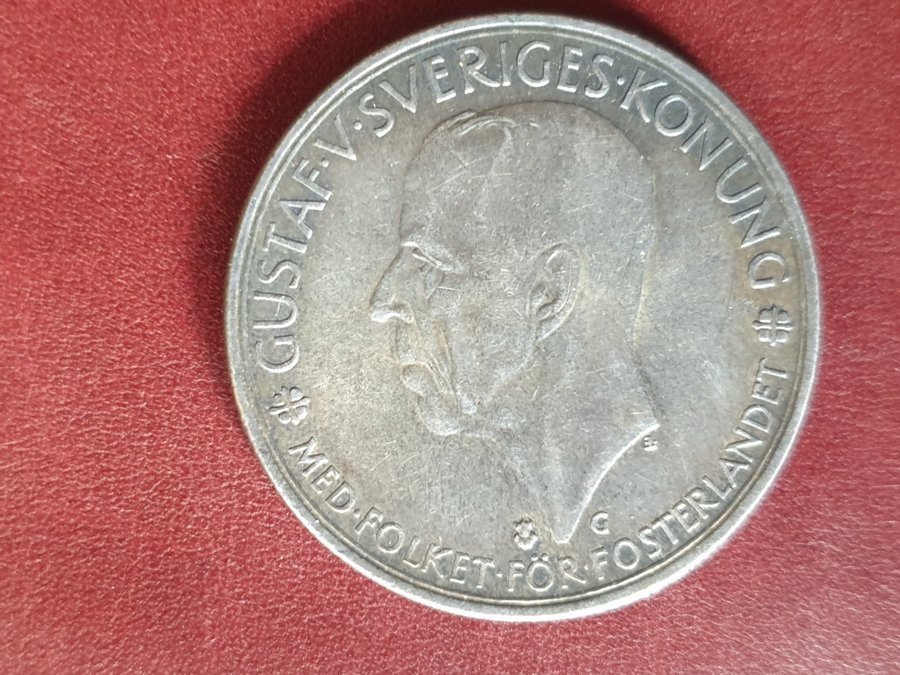 GUSTAF·V·SVERIGES·KONUNG
MED·FOLKET·FÖR·FOSTERLANDET
G